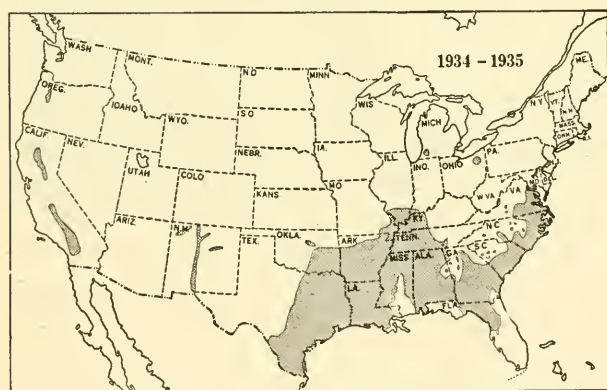 1934 – 1935
WASH
MONT.
N D
MINN
ME.
OREG.
IDAHO
WYO.
S D
WIS
MICH
N Y
VT.
N H
MASS.
CONN.
R.I.
CALIF
NEV.
UTAH
COLO
NEBR.
IA.
ILL
IND.
OHIO
PA.
KANS
MO
W VA
VA
MD
KY.
ARIZ
N M
TEX.
OKLA.
ARK
TENN.
N C
S C
MISS
ALA.
GA
LA.
FLA.